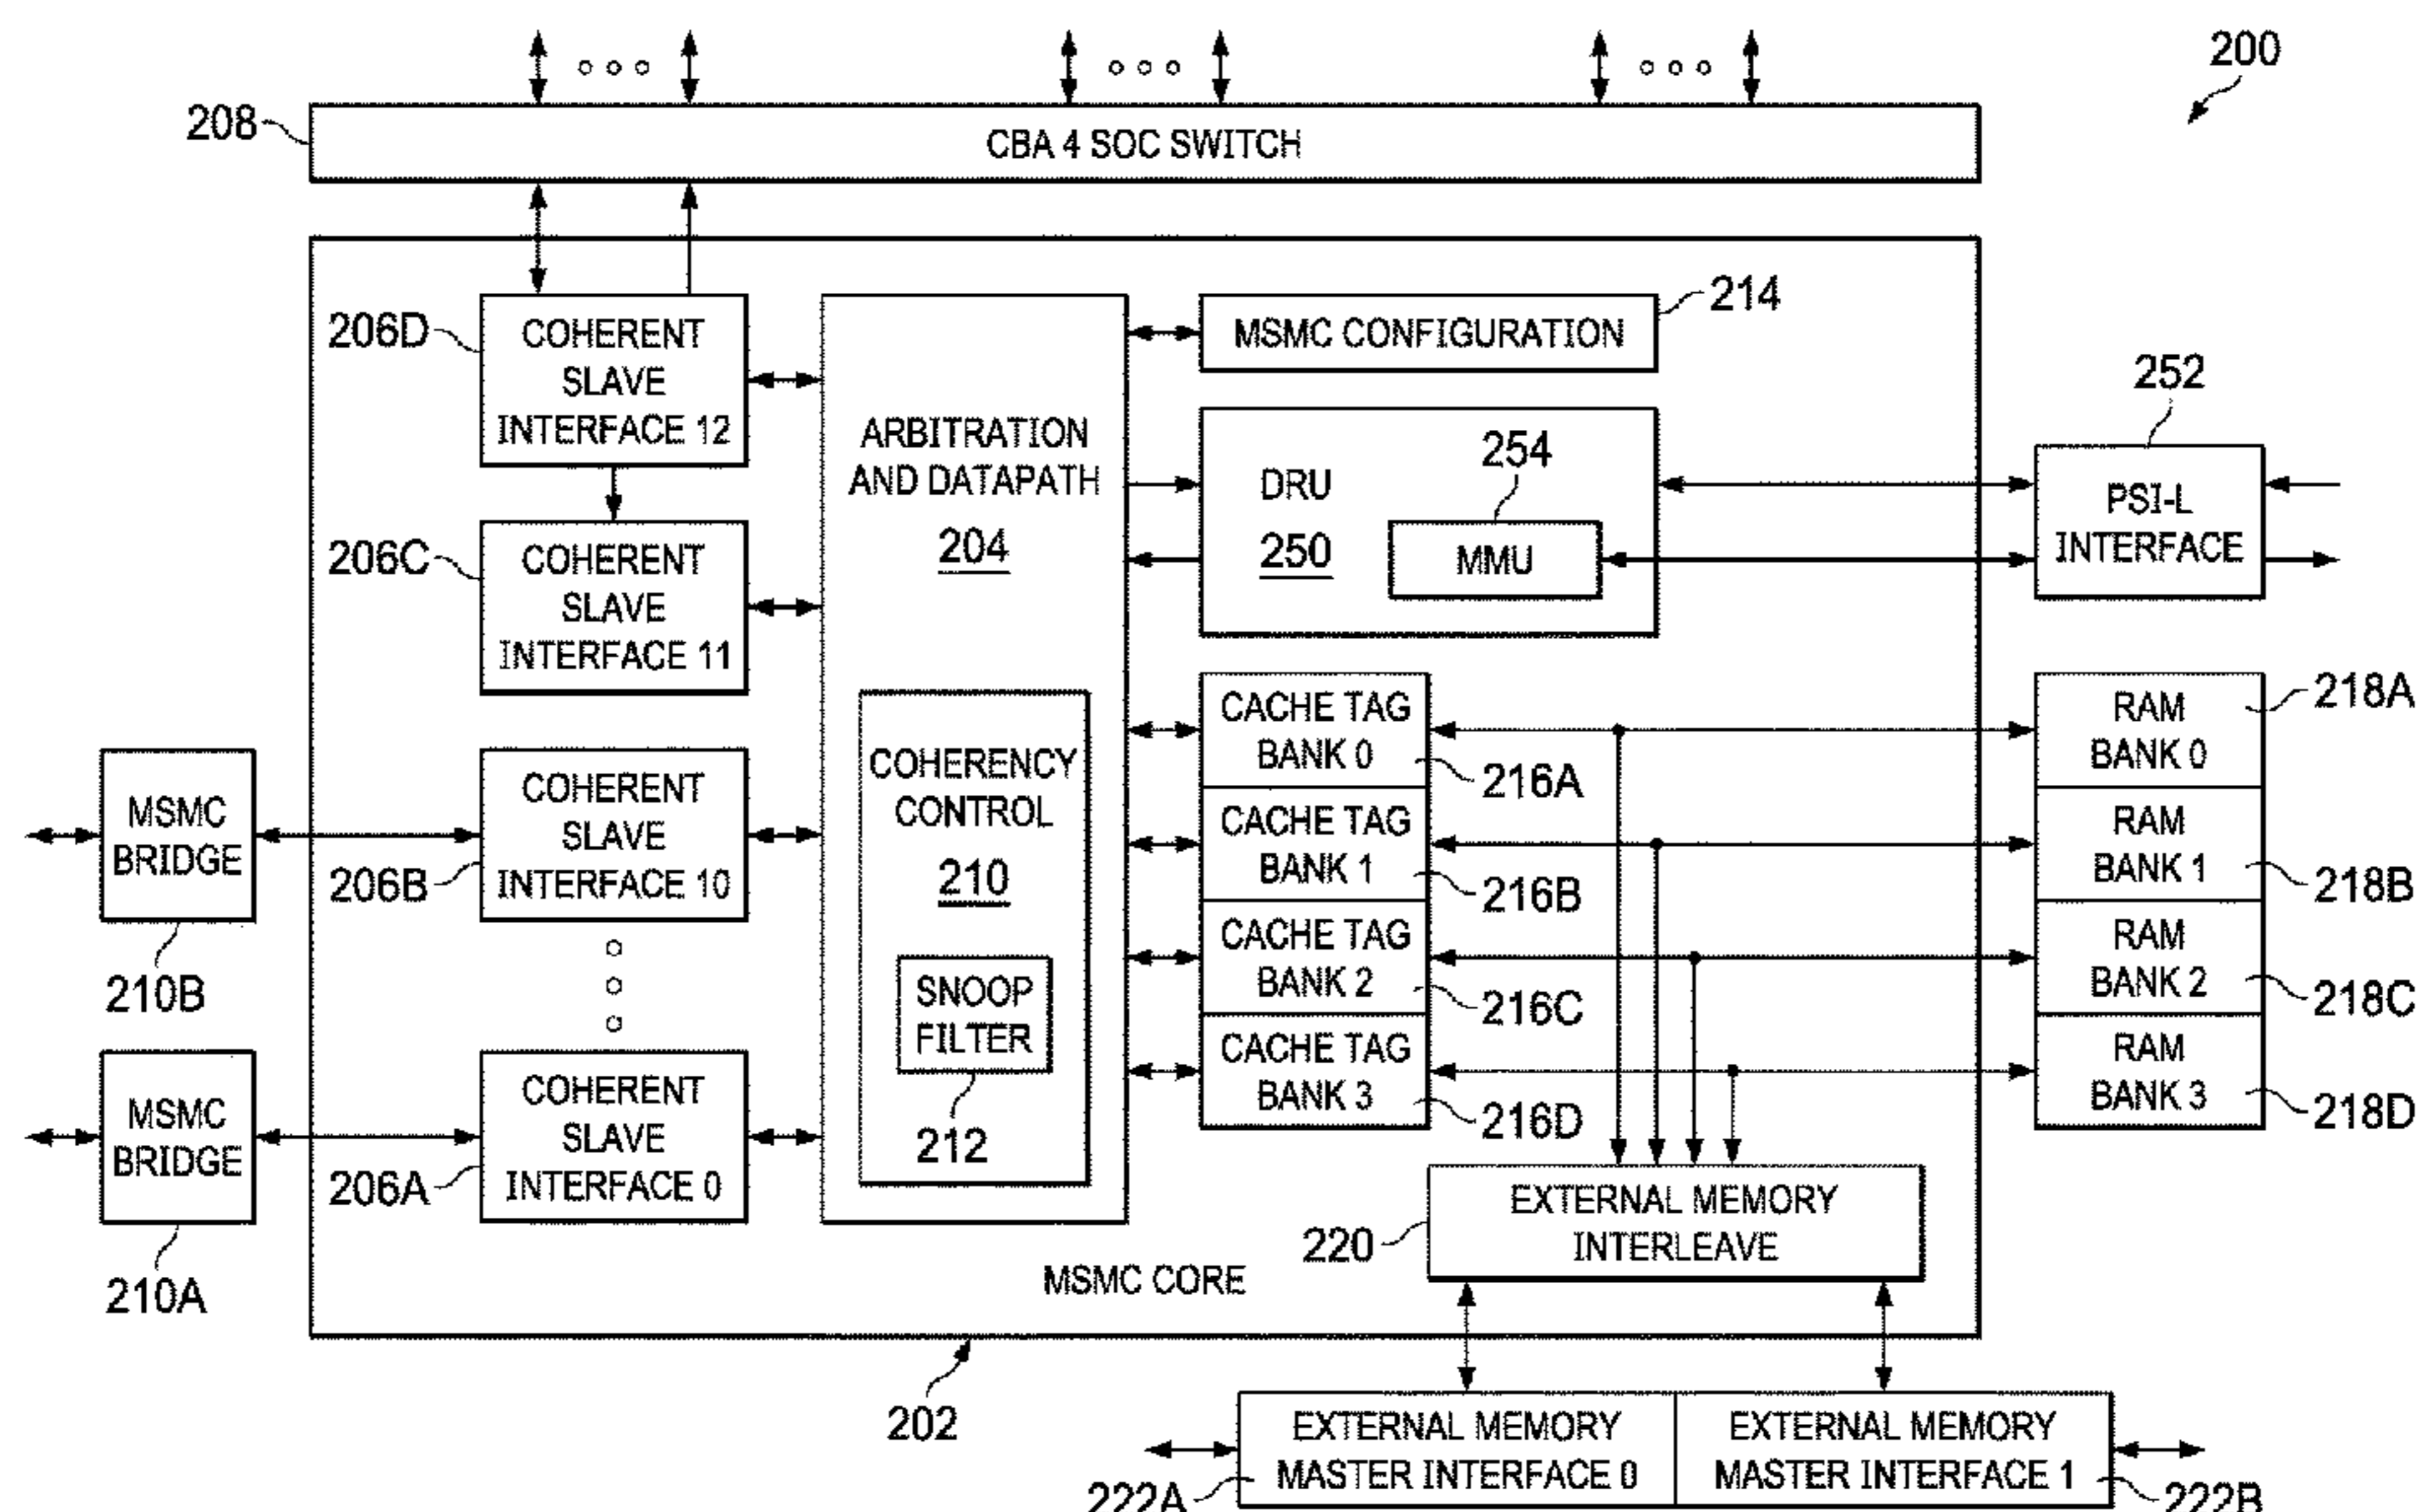 200
208
CBA 4 SOC SWITCH
206D
COHERENT
SLAVE
INTERFACE 12
206C
COHERENT
SLAVE
INTERFACE 11
206B
COHERENT
SLAVE
INTERFACE 10
206A
COHERENT
SLAVE
INTERFACE 0
MSMC
BRIDGE
210B
MSMC
BRIDGE
210A
ARBITRATION
AND DATAPATH
204
COHERENCY
CONTROL
210
SNOOP
FILTER
212
214
MSMC CONFIGURATION
DRU
250
254
MMU
252
PSI-L
INTERFACE
CACHE TAG
BANK 0
216A
CACHE TAG
BANK 1
216B
CACHE TAG
BANK 2
216C
CACHE TAG
BANK 3
216D
RAM
BANK 0
218A
RAM
BANK 1
218B
RAM
BANK 2
218C
RAM
BANK 3
218D
220
EXTERNAL MEMORY
INTERLEAVE
MSMC CORE
202
EXTERNAL MEMORY
MASTER INTERFACE 0
222A
EXTERNAL MEMORY
MASTER INTERFACE 1
222B